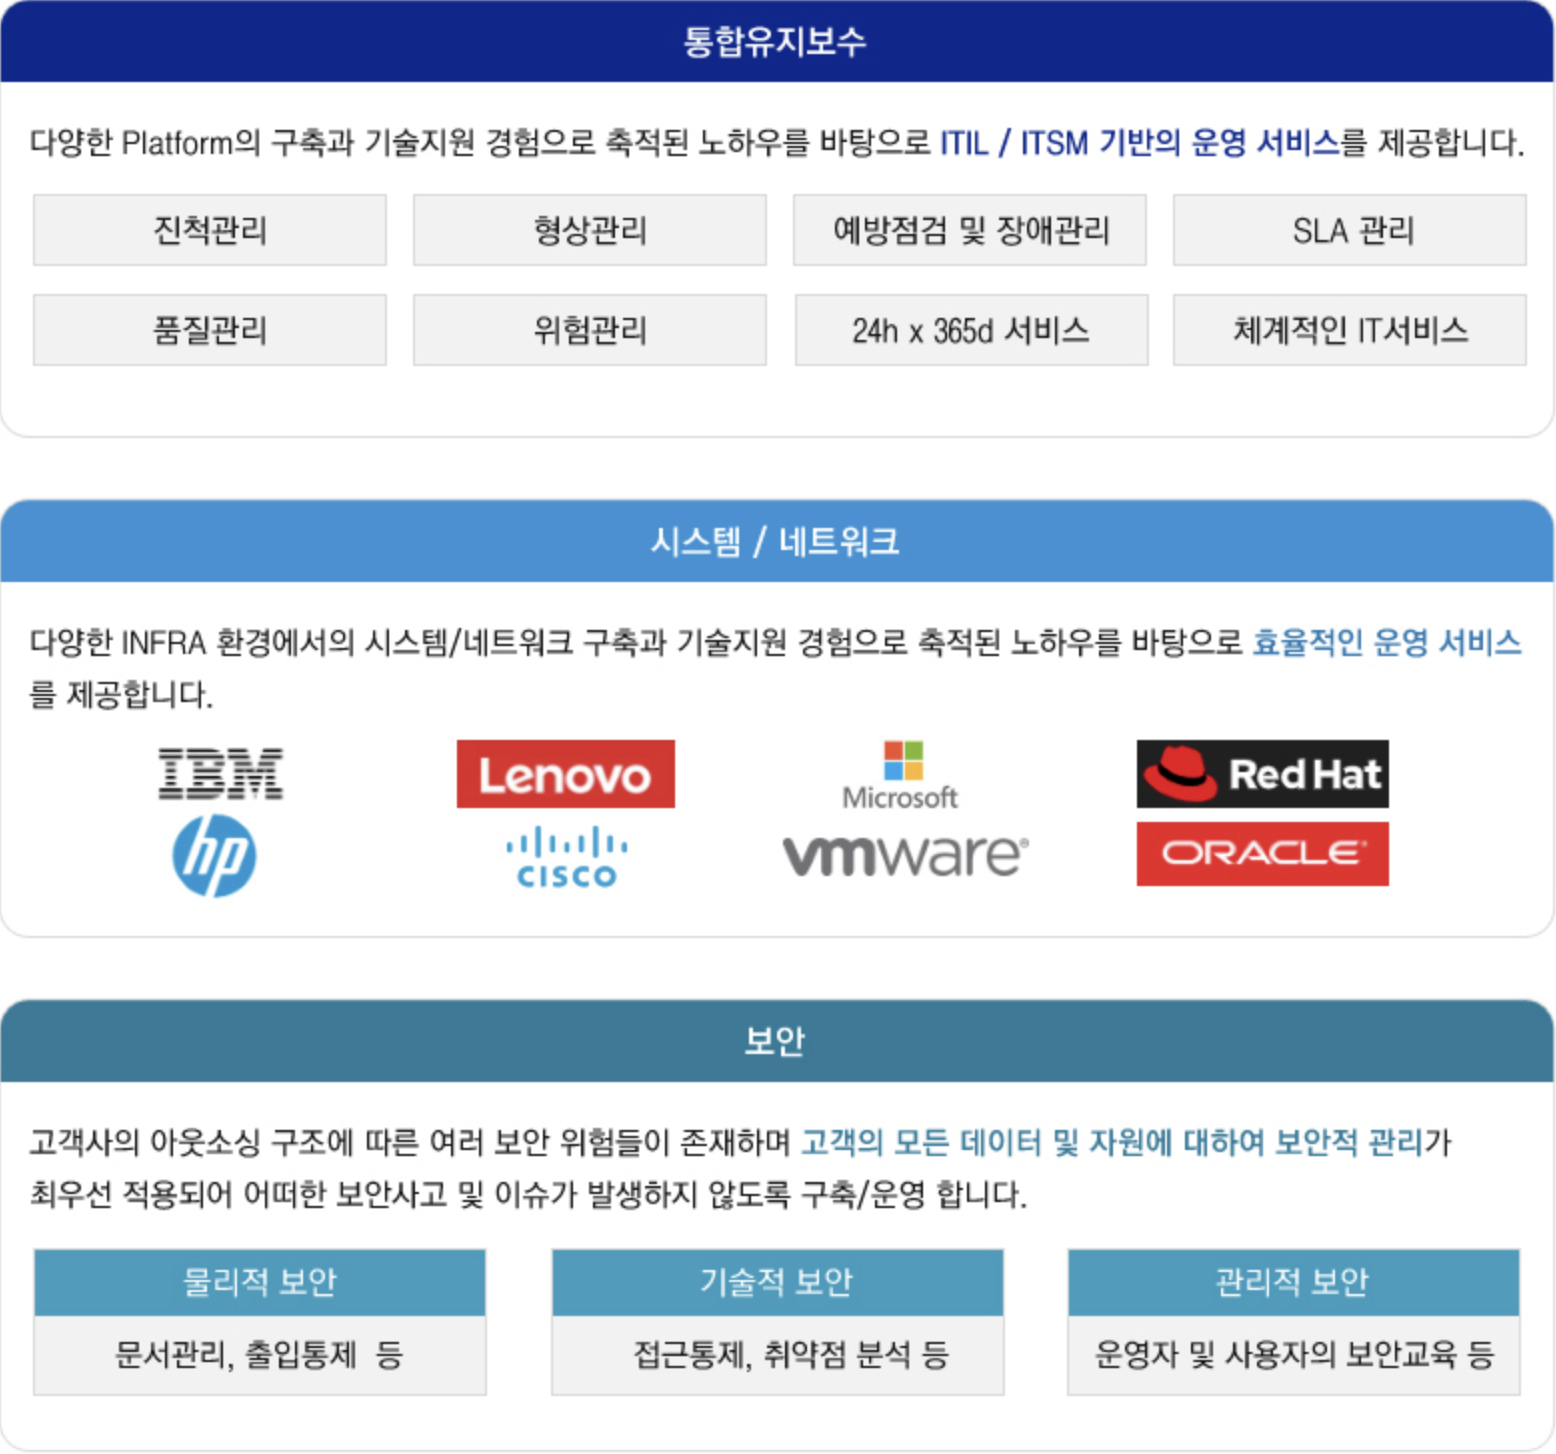 통합유지보수
다양한 Platform의 구축과 기술지원 경험으로 축적된 노하우를 바탕으로 ITIL / ITSM 기반의 운영 서비스를 제공합니다.
진척관리
형상관리
예방점검 및 장애관리
SLA 관리
품질관리
위험관리
24h x 365d 서비스
체계적인 IT서비스
시스템 / 네트워크
다양한 INFRA 환경에서의 시스템/네트워크 구축과 기술지원 경험으로 축적된 노하우를 바탕으로 효율적인 운영 서비스
를 제공합니다.
IBM
Lenovo
Microsoft
Red Hat
hp
CISCO
vmware®
ORACLE®
보안
고객사의 아웃소싱 구조에 따른 여러 보안 위험들이 존재하며 고객의 모든 데이터 및 자원에 대하여 보안적 관리가
최우선 적용되어 어떠한 보안사고 및 이슈가 발생하지 않도록 구축/운영 합니다.
물리적 보안
기술적 보안
관리적 보안
문서관리, 출입통제 등
접근통제, 취약점 분석 등
운영자 및 사용자의 보안교육 등